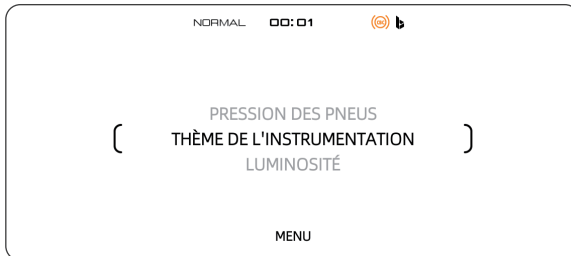 NORMAL 00:01
PRESSION DES PNEUS
THÈME DE L'INSTRUMENTATION
LUMINOSITÉ
MENU